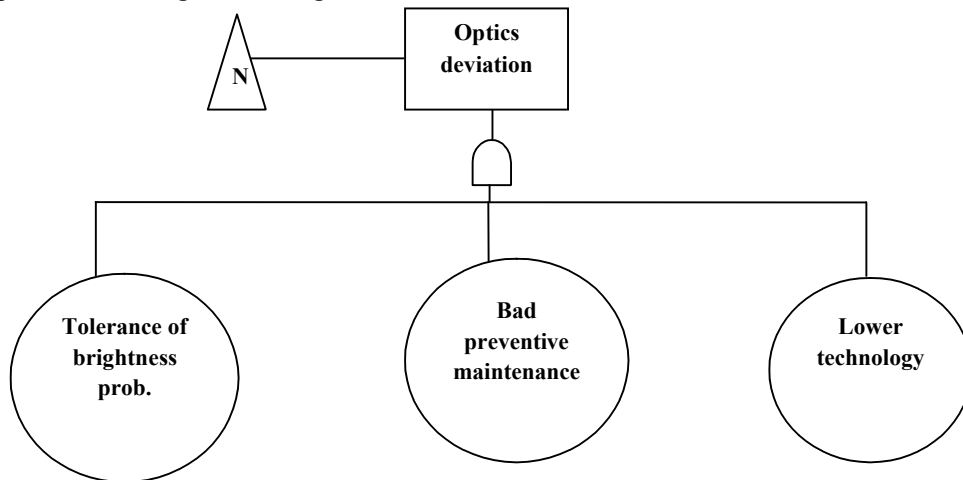 Optics
deviation
N
Tolerance of
brightness
prob.
Bad
preventive
maintenance
Lower
technology